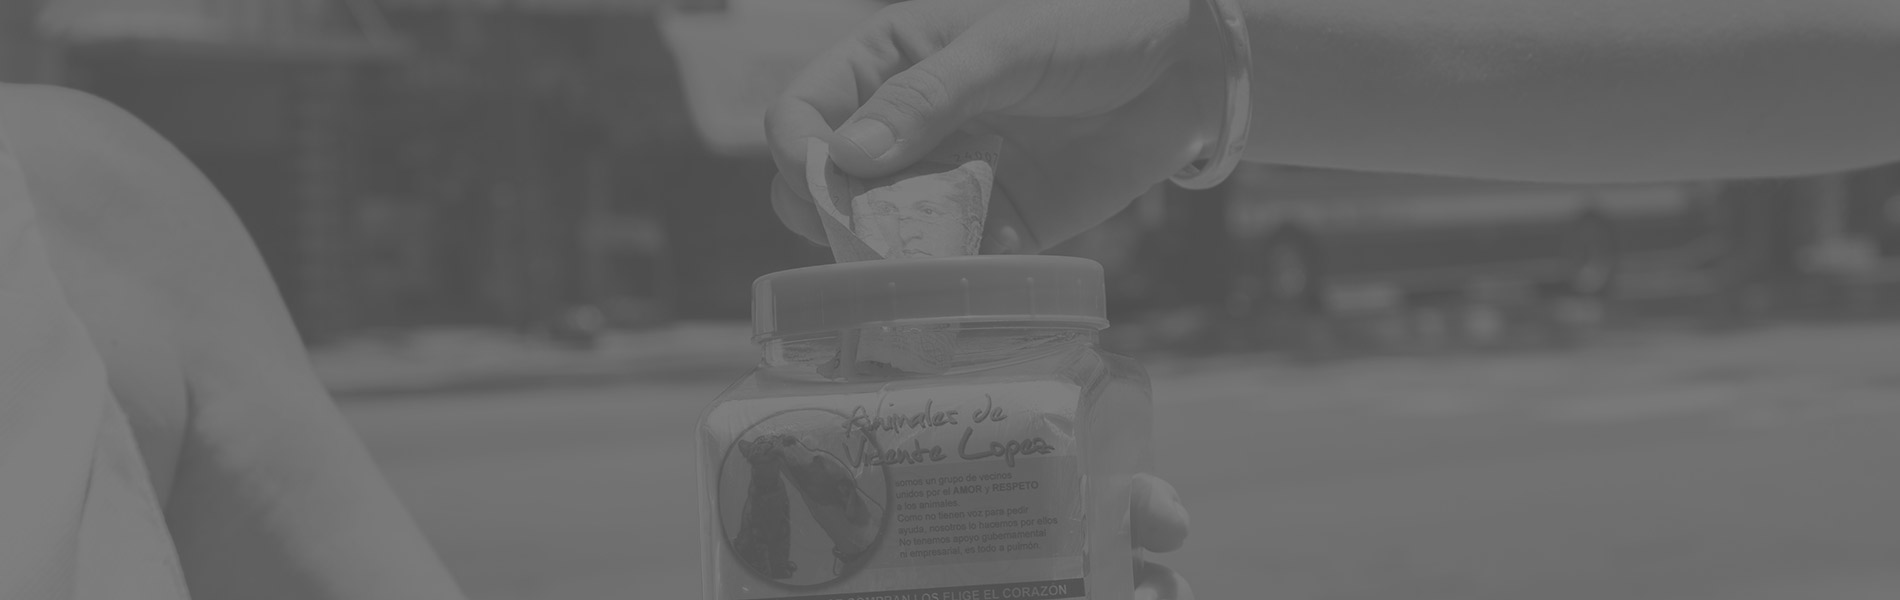 Animales de
Vicente Lopez
somos un grupo de vecinos
unidos por el AMOR y RESPETO
a los animales.
Como no tienen voz para pedir
ayuda, nosotros lo hacemos por ellos
No tenemos apoyo gubernamental
ni empresarial, es todo a pulmón.
COMPRAN LOS ELIGE EL CORAZÓN